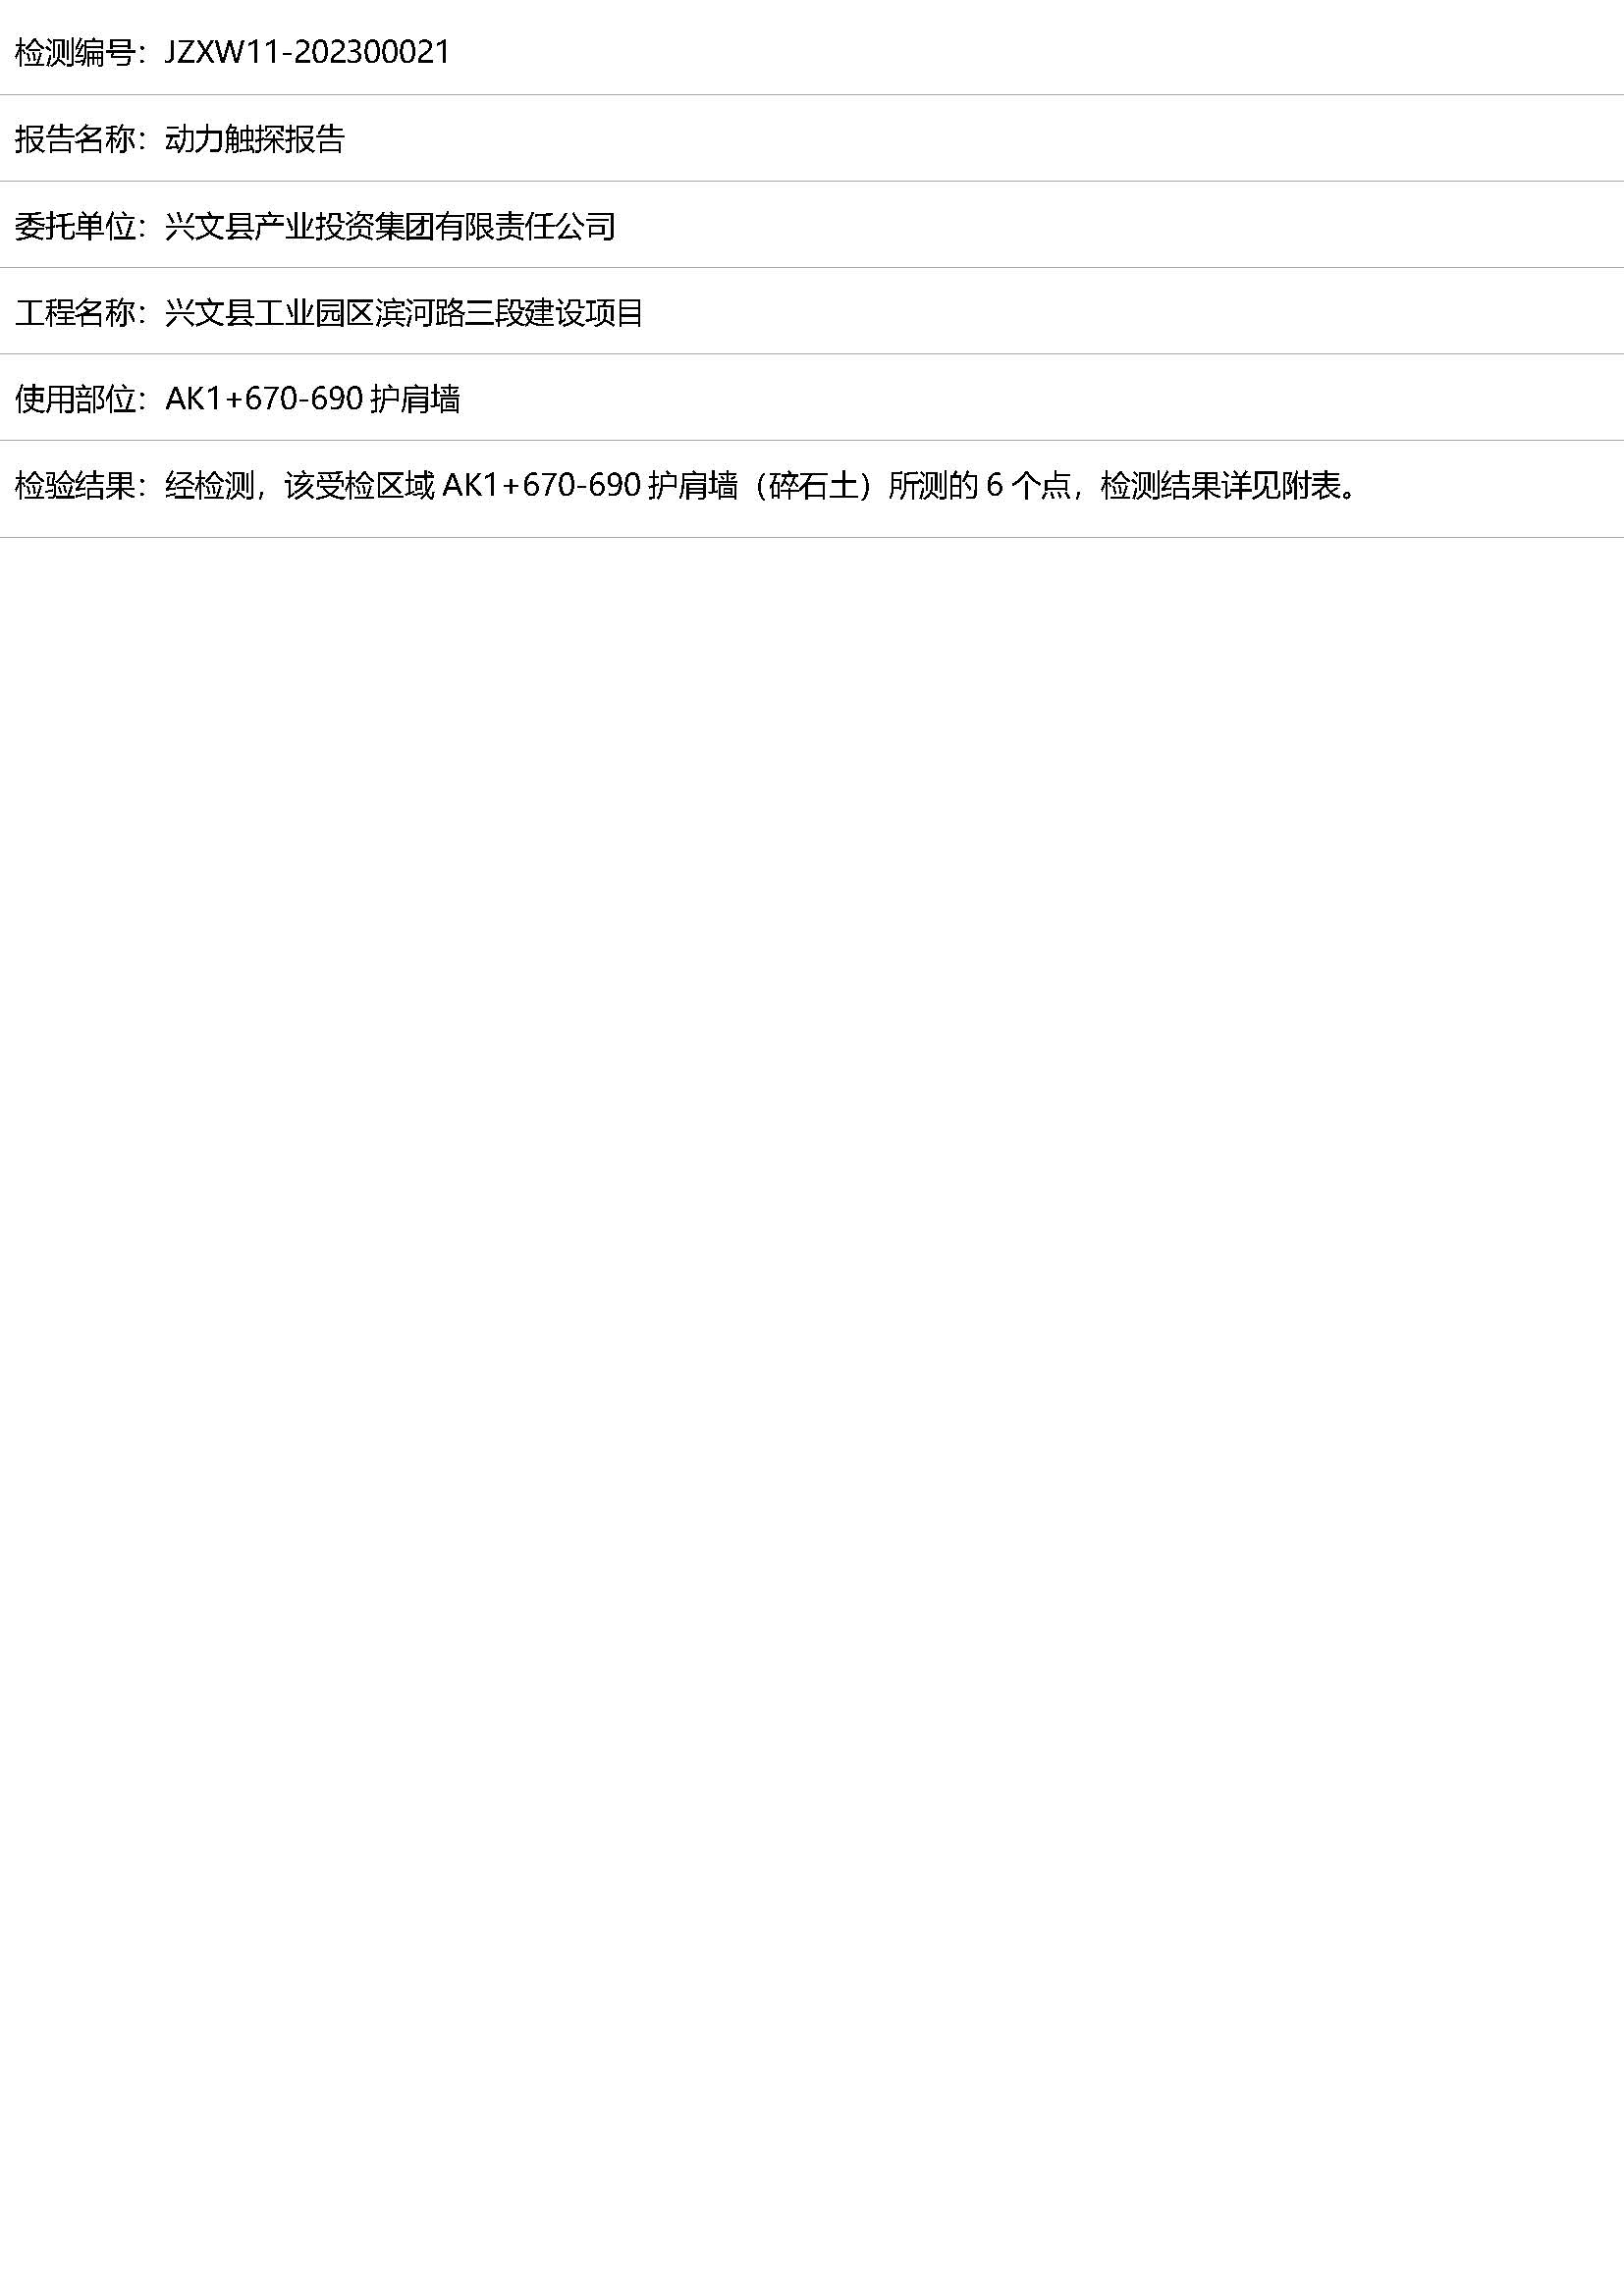 检测编号：JZXW11-202300021
报告名称：动力触探报告
委托单位：兴文县产业投资集团有限责任公司
工程名称：兴文县工业园区滨河路三段建设项目
使用部位：AK1+670-690 护肩墙
检验结果：经检测，该受检区域 AK1+670-690 护肩墙（碎石土）所测的 6 个点，检测结果详见附表。